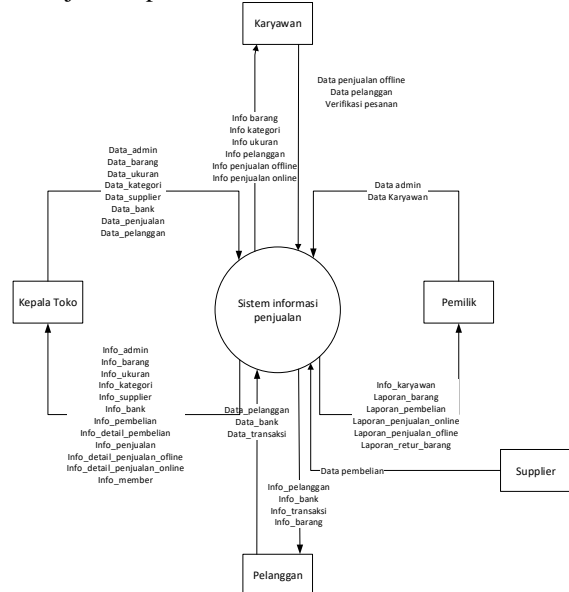 Karyawan
Data penjualan offline
Data pelanggan
Verifikasi pesanan
Info barang
Info kategori
Info ukuran
Info pelanggan
Info penjualan offline
Info penjualan online
Data_admin
Data_barang
Data_ukuran
Data_kategori
Data_supplier
Data_bank
Data_penjualan
Data_pelanggan
Data admin
Data Karyawan
Kepala Toko
Sistem informasi
penjualan
Pemilik
Info_admin
Info_barang
Info_ukuran
Info_kategori
Info_supplier
Info_bank
Info_pembelian
Info_detail_pembelian
Info_penjualan
Info_detail_penjualan_ofline
Info_detail_penjualan_online
Info_member
Data_pelanggan
Data_bank
Data_transaksi
Info_karyawan
Laporan_barang
Laporan_pembelian
Laporan_penjualan_online
Laporan_penjualan_ofline
Laporan_retur_barang
Data pembelian
Supplier
Info_pelanggan
Info_bank
Info_transaksi
Info_barang
Pelanggan